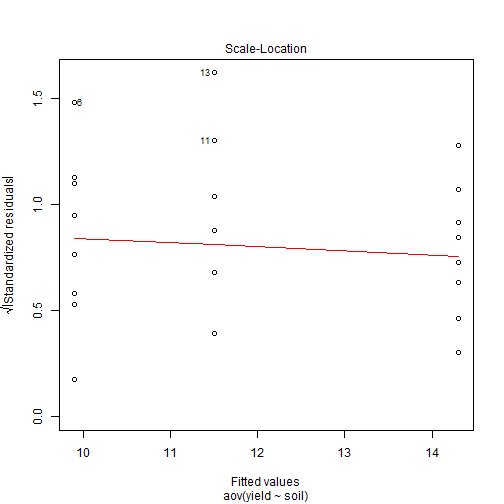 Scale-Location
√|Standardized residuals|
1.5
1.0
0.5
0.0
13
6
11
10 11 12 13 14
Fitted values
aov(yield ~ soil)